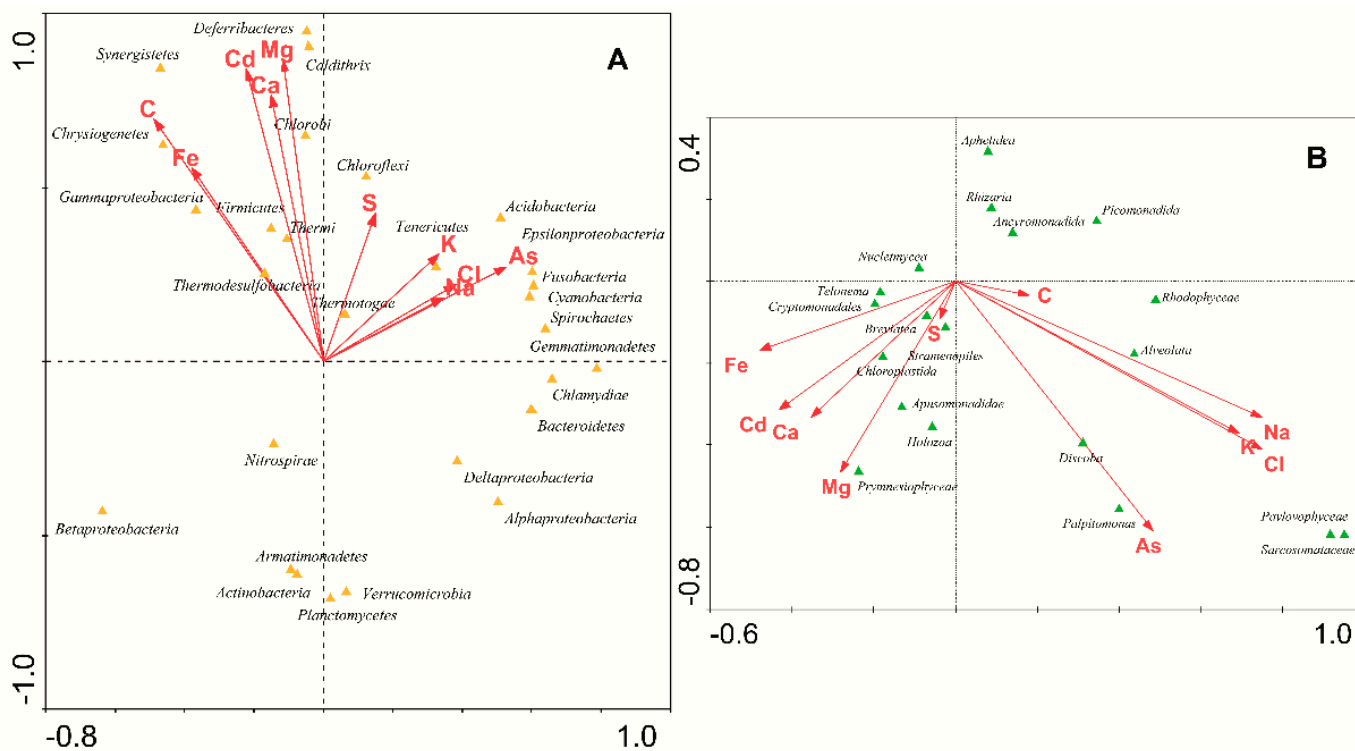 A
1.0
-1.0
-0.8
1.0
Deferribacteres
Mg
Cd
Caldithrix
Synergistetes
Ca
C
Chlorobi
Chrysiogenetes
Fe
Chloroflexi
Gammaproteobacteria
Firmicutes
S
Acidobacteria
Thermi
Tenericutes
Epsilonproteobacteria
K
As
Cl
Fusobacteria
Thermodesulfobacteria
Na
Cyanobacteria
Thermotogae
Spirochaetes
Gemmatimonadetes
Chlamydiae
Bacteroidetes
Nitrospirae
Deltaproteobacteria
Alphaproteobacteria
Betaproteobacteria
Armatimonadetes
Actinobacteria
Verrucomicrobia
Planctomycetes
B
0.4
-0.8
-0.6
1.0
Aphelidea
Rhizaria
Ancyromonadida
Picomonadida
Nucletmycea
Telonema
Cryptomonadales
C
Rhodophyceae
Breviatea
S
Stramenopiles
Alveolata
Fe
Chloroplastida
Apusomonadidae
Cd
Ca
Na
Holozoa
K
Cl
Discoba
Mg
Prymnesiophyceae
Palpitomonas
Pavlovophyceae
As
Sarcosomataceae